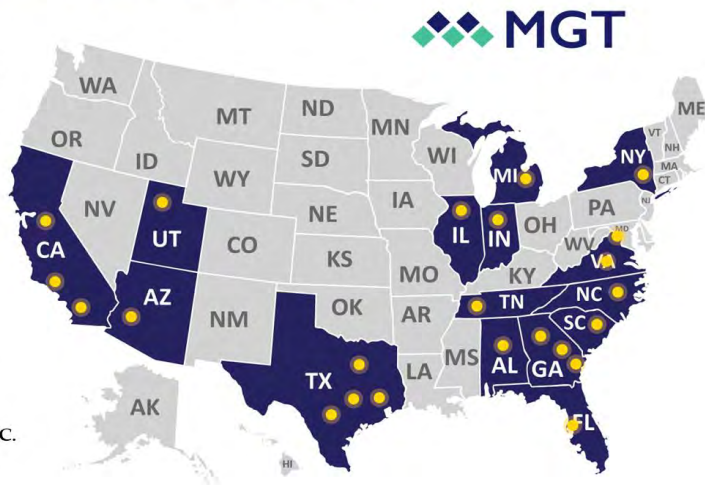 MGT
WA
MT
ND
MN
ME
OR
ID
SD
WI
MI
NY
VT
NH
MA
CT
WY
IA
PA
NJ
NV
NE
IL
IN
OH
MD
CA
UT
CO
KS
MO
WV
VA
KY
AZ
NM
OK
AR
TN
NC
SC
TX
LA
MS
AL
GA
AK
FL
C.
HI